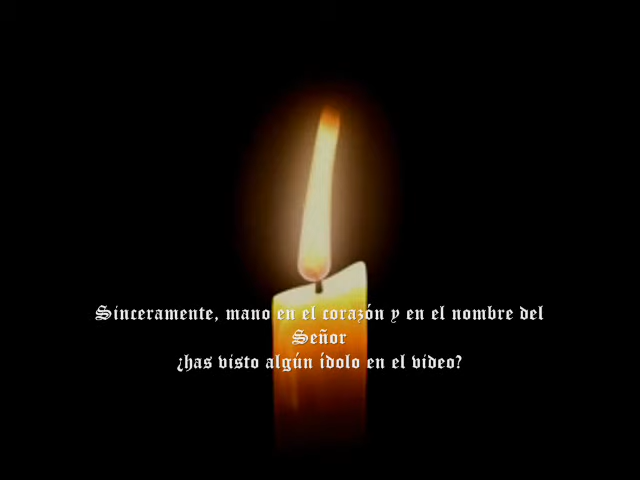 Sinceramente, mano en el corazón y en el nombre del
Señor
¿has visto algún ídolo en el video?